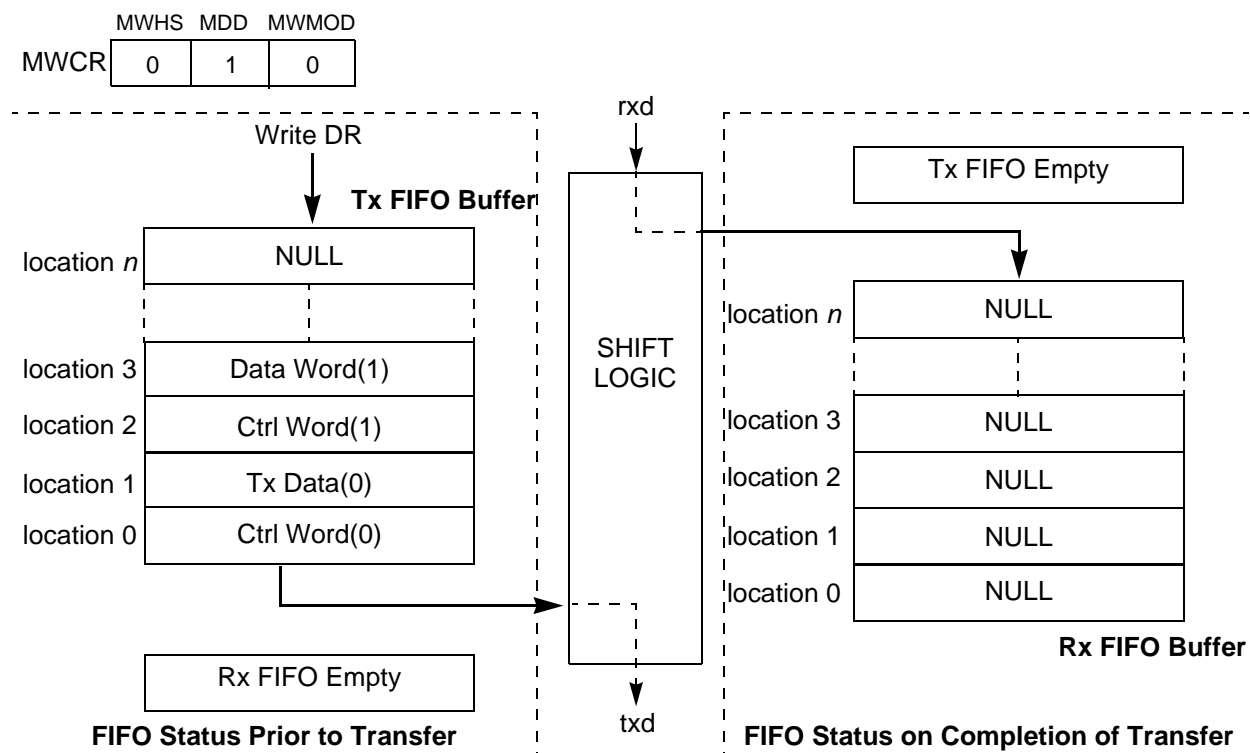 MWHS MDD MWMOD
MWCR 0 1 0
Write DR
Tx FIFO Buffer
location n NULL
location 3 Data Word(1)
location 2 Ctrl Word(1)
location 1 Tx Data(0)
location 0 Ctrl Word(0)
Rx FIFO Empty
FIFO Status Prior to Transfer
rxd
SHIFT
LOGIC
txd
Tx FIFO Empty
location n NULL
location 3 NULL
location 2 NULL
location 1 NULL
location 0 NULL
Rx FIFO Buffer
FIFO Status on Completion of Transfer